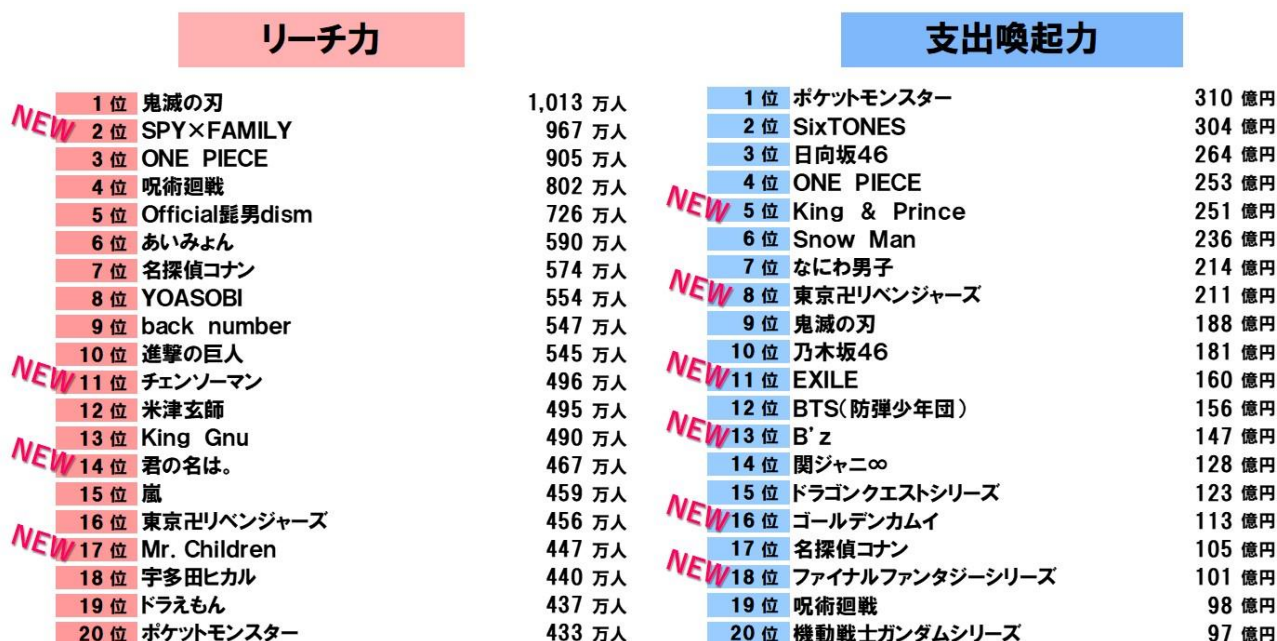 リーチ力
1位 鬼滅の刃 1,013 万人
NEW 2位 SPY×FAMILY 967 万人
3位 ONE PIECE 905 万人
4位 呪術廻戦 802 万人
5位 Official髭男dism 726 万人
6位 あいみょん 590 万人
7位 名探偵コナン 574 万人
8位 YOASOBI 554 万人
9位 back number 547 万人
10位 進撃の巨人 545 万人
NEW 11位 チェンソーマン 496 万人
12位 米津玄師 495 万人
13位 King Gnu 490 万人
NEW 14位 君の名は。 467 万人
15位 嵐 459 万人
16位 東京卍リベンジャーズ 456 万人
NEW 17位 Mr. Children 447 万人
18位 宇多田ヒカル 440 万人
19位 ドラえもん 437 万人
20位 ポケットモンスター 433 万人
支出喚起力
1位 ポケットモンスター 310 億円
2位 SixTONES 304 億円
3位 日向坂46 264 億円
4位 ONE PIECE 253 億円
NEW 5位 King & Prince 251 億円
6位 Snow Man 236 億円
7位 なにわ男子 214 億円
NEW 8位 東京卍リベンジャーズ 211 億円
9位 鬼滅の刃 188 億円
10位 乃木坂46 181 億円
NEW 11位 EXILE 160 億円
12位 BTS(防弾少年団) 156 億円
NEW 13位 B'z 147 億円
14位 関ジャニ∞ 128 億円
15位 ドラゴンクエストシリーズ 123 億円
NEW 16位 ゴールデンカムイ 113 億円
17位 名探偵コナン 105 億円
NEW 18位 ファイナルファンタジーシリーズ 101 億円
19位 呪術廻戦 98 億円
20位 機動戦士ガンダムシリーズ 97 億円